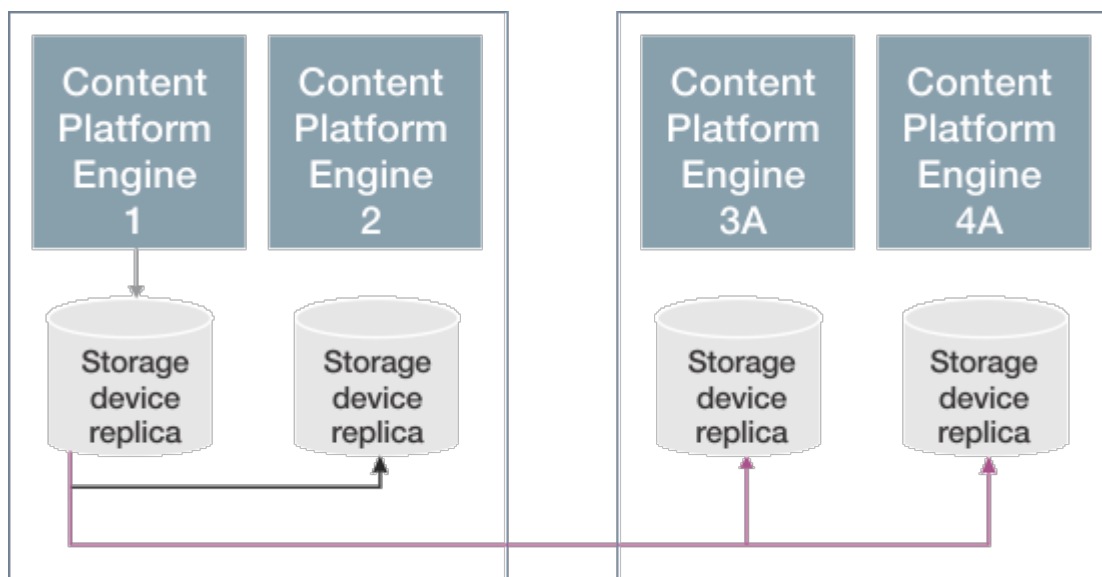 Content
Platform
Engine
1
Content
Platform
Engine
2
Content
Platform
Engine
3A
Content
Platform
Engine
4A
Storage
device
replica
Storage
device
replica
Storage
device
replica
Storage
device
replica